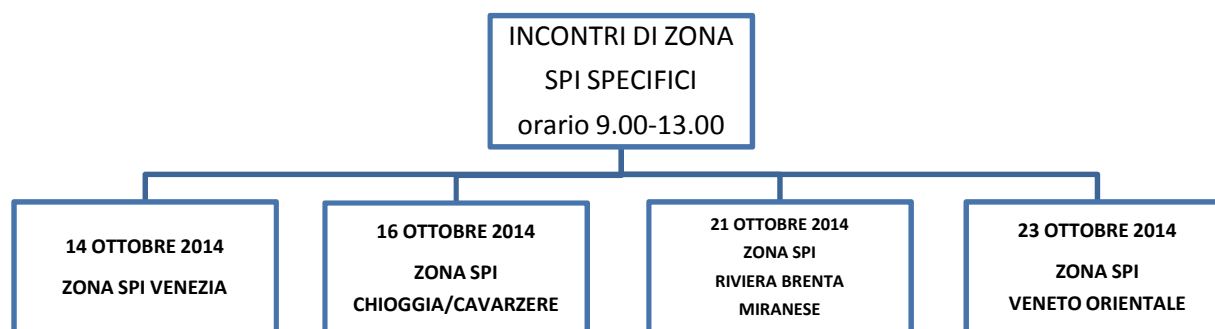 INCONTRI DI ZONA
SPI SPECIFICI
orario 9.00-13.00
14 OTTOBRE 2014
ZONA SPI VENEZIA
16 OTTOBRE 2014
ZONA SPI
CHIOGGIA/CAVARZERE
21 OTTOBRE 2014
ZONA SPI
RIVIERA BRENTA
MIRANESE
23 OTTOBRE 2014
ZONA SPI
VENETO ORIENTALE